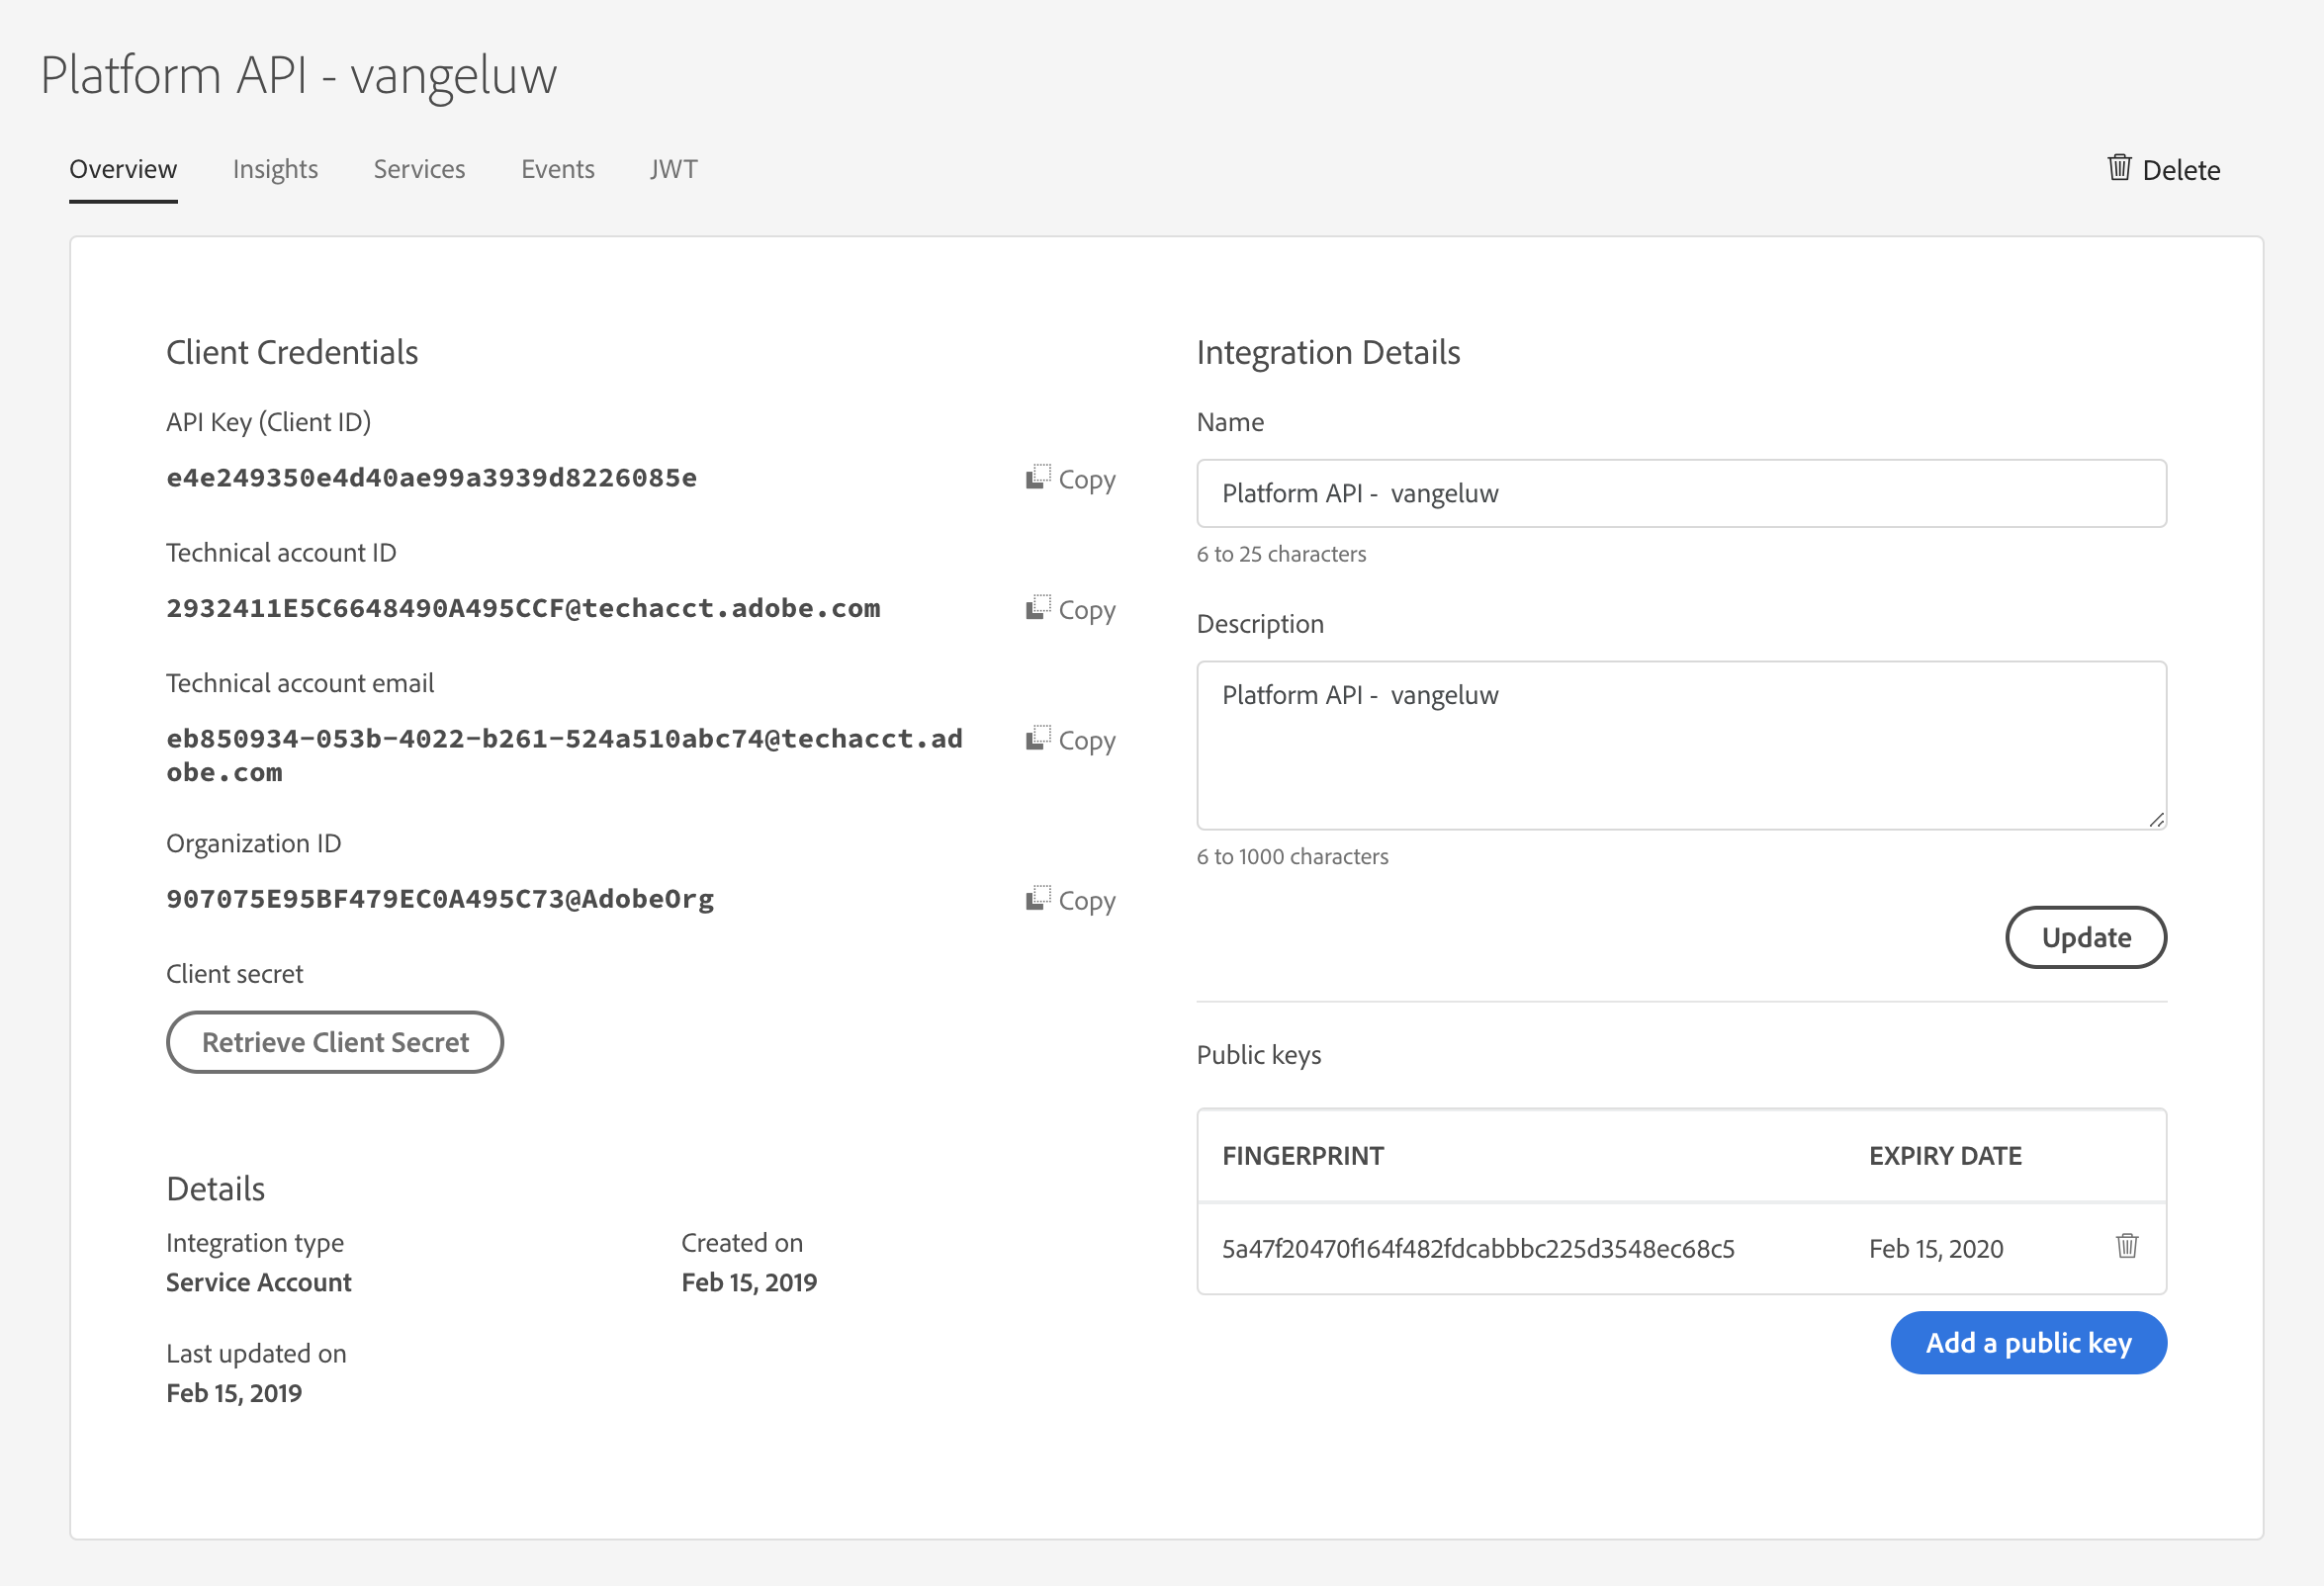 Platform API - vangeluw
Overview
Insights
Services
Events
JWT
Delete
Client Credentials
API Key (Client ID)
e4e249350e4d40ae99a3939d8226085e
Copy
Technical account ID
2932411E5C6648490A495CCF@techacct.adobe.com
Copy
Technical account email
eb850934-053b-4022-b261-524a510abc74@techacct.ad
obe.com
Copy
Organization ID
907075E95BF479EC0A495C73@AdobeOrg
Copy
Client secret
Retrieve Client Secret
Details
Integration type
Service Account
Created on
Feb 15, 2019
Last updated on
Feb 15, 2019
Integration Details
Name
Platform API -  vangeluw
6 to 25 characters
Description
Platform API -  vangeluw
6 to 1000 characters
Update
Public keys
FINGERPRINT
EXPIRY DATE
5a47f20470f164f482fdcabbbc225d3548ec68c5
Feb 15, 2020
Add a public key